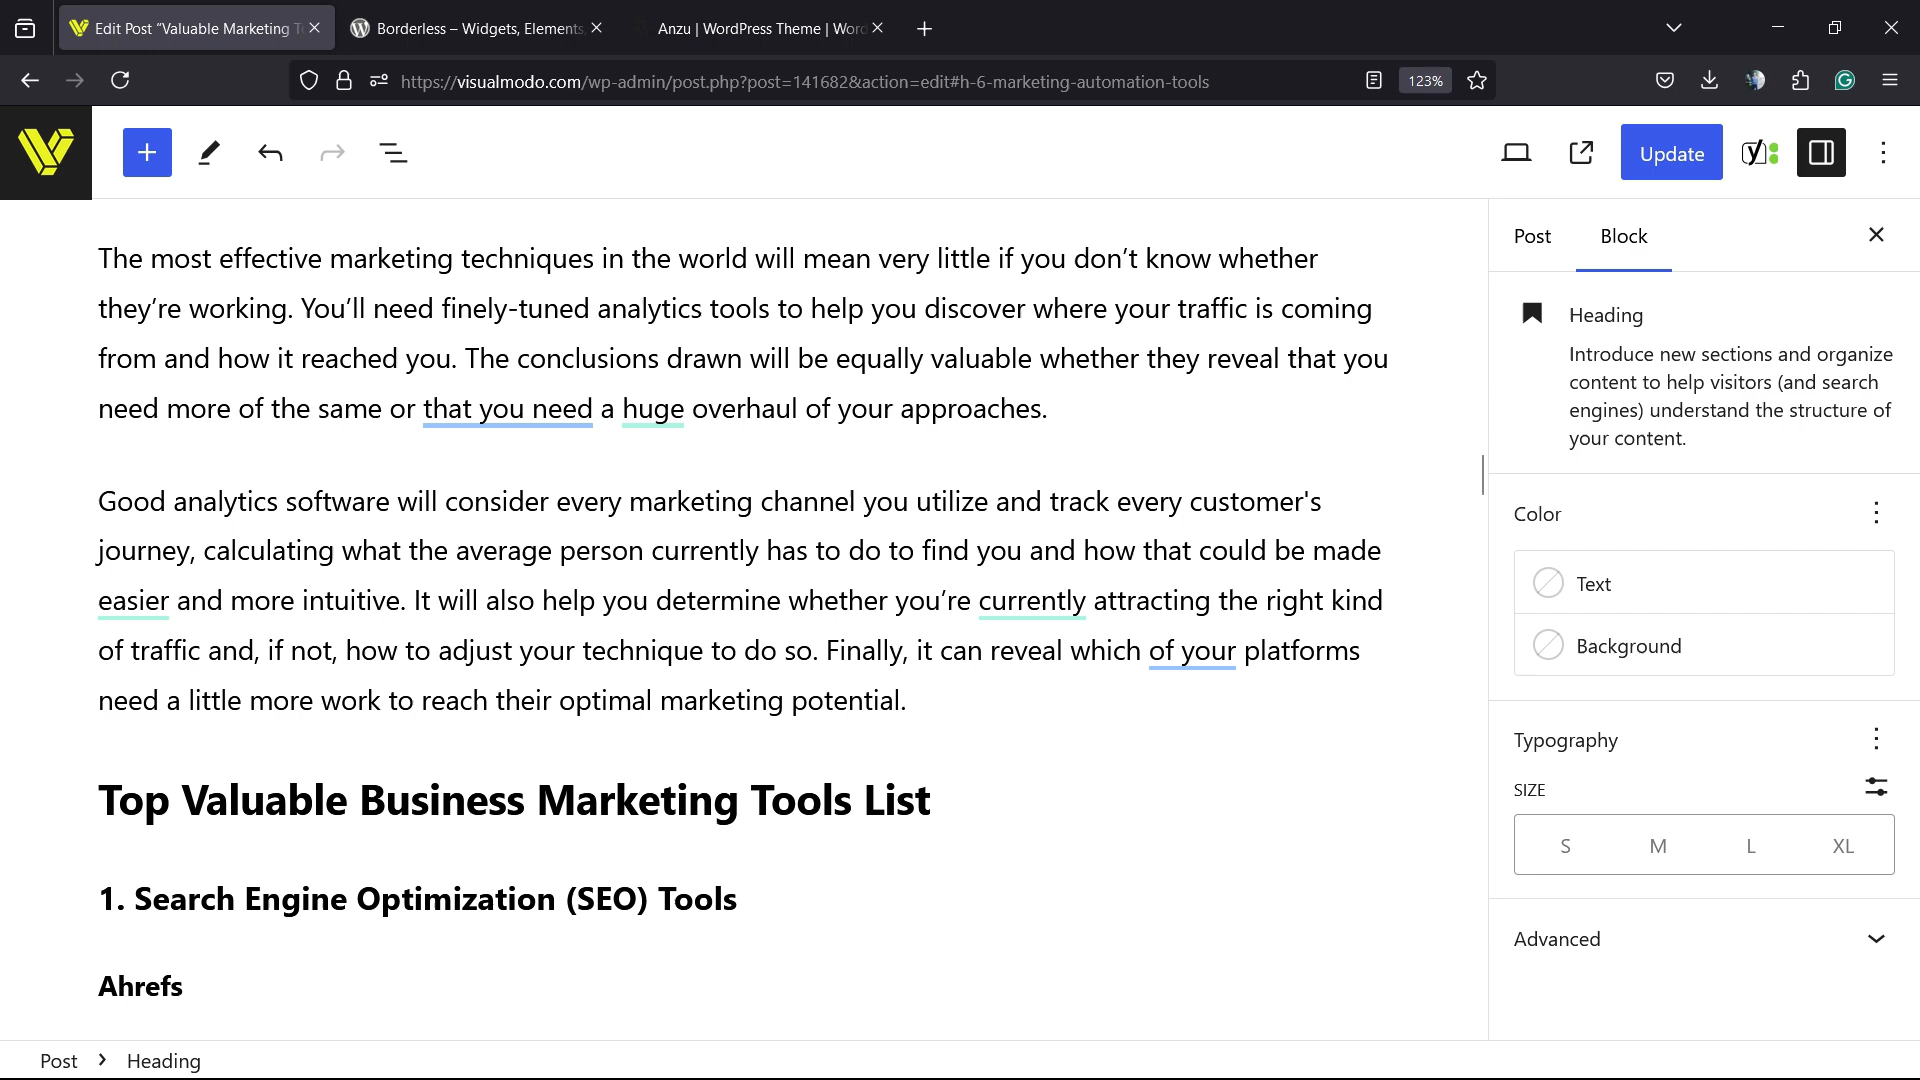 Edit Post “Valuable Marketing T
Borderless – Widgets, Elements,
Anzu | WordPress Theme | Word
https://visualmodo.com/wp-admin/post.php?post=141682&action=edit#h-6-marketing-automation-tools
123%
Update
The most effective marketing techniques in the world will mean very little if you don’t know whether
they’re working. You’ll need finely-tuned analytics tools to help you discover where your traffic is coming
from and how it reached you. The conclusions drawn will be equally valuable whether they reveal that you
need more of the same or that you need a huge overhaul of your approaches.
Good analytics software will consider every marketing channel you utilize and track every customer's
journey, calculating what the average person currently has to do to find you and how that could be made
easier and more intuitive. It will also help you determine whether you’re currently attracting the right kind
of traffic and, if not, how to adjust your technique to do so. Finally, it can reveal which of your platforms
need a little more work to reach their optimal marketing potential.
Top Valuable Business Marketing Tools List
1. Search Engine Optimization (SEO) Tools
Ahrefs
Post Block
Heading
Introduce new sections and organize
content to help visitors (and search
engines) understand the structure of
your content.
Color
Text
Background
Typography
SIZE
S M L XL
Advanced
Post > Heading